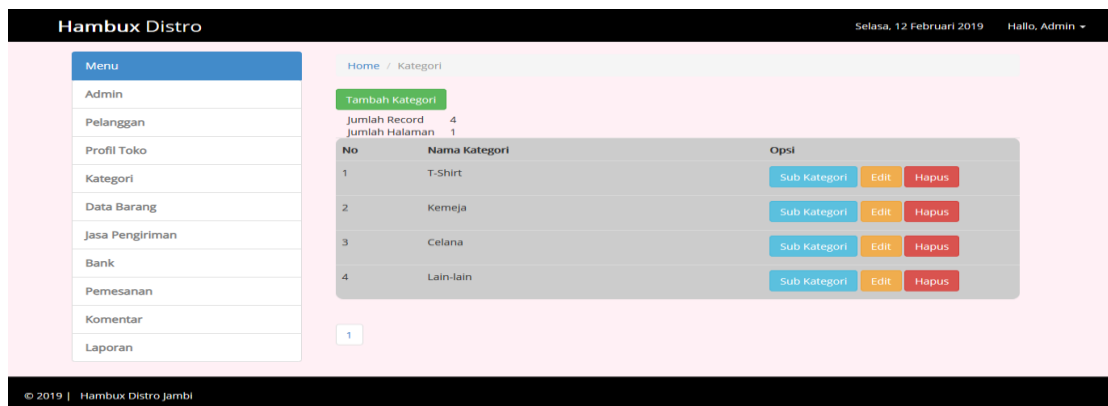 Hambux Distro
Selasa, 12 Februari 2019 Hallo, Admin
Menu
Admin
Pelanggan
Profil Toko
Kategori
Data Barang
Jasa Pengiriman
Bank
Pemesanan
Komentar
Laporan
Home / Kategori
Tambah Kategori
Jumlah Record 4
Jumlah Halaman 1
No Nama Kategori Opsi
1 T-Shirt Sub Kategori Edit Hapus
2 Kemeja Sub Kategori Edit Hapus
3 Celana Sub Kategori Edit Hapus
4 Lain-lain Sub Kategori Edit Hapus
1
© 2019 | Hambux Distro Jambi